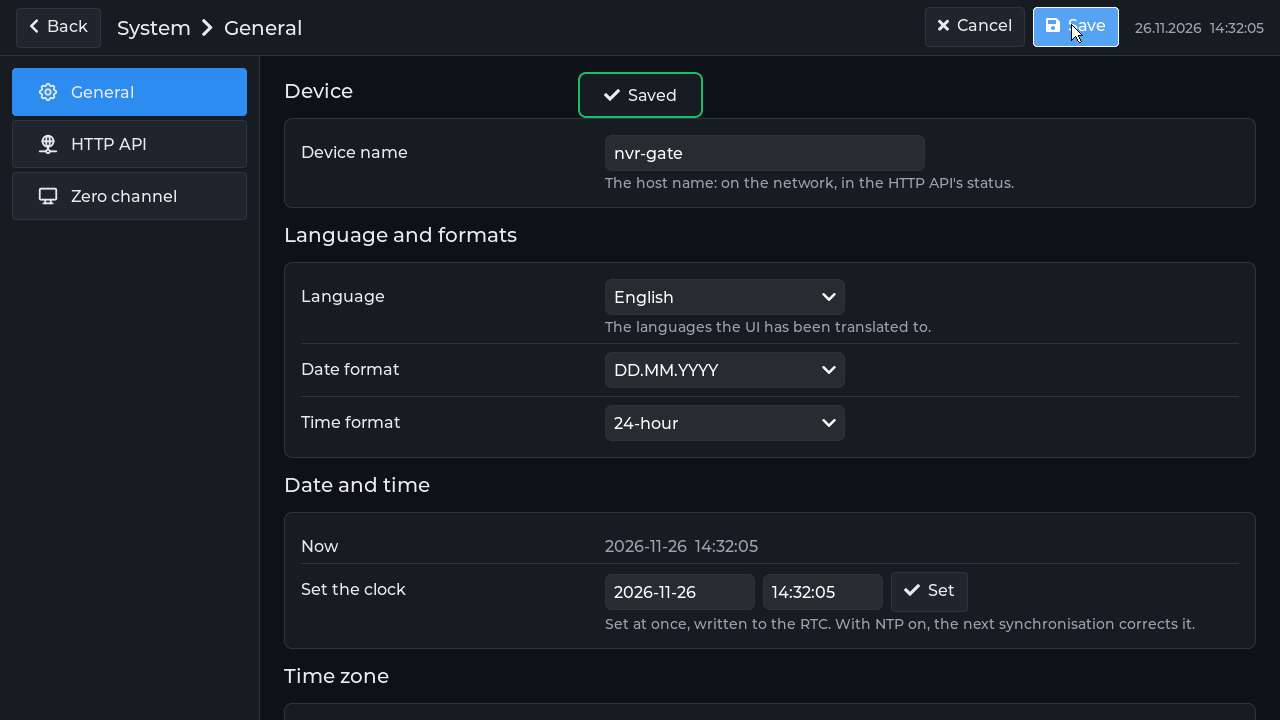 Back
System > General
Cancel
Save
26.11.2026 14:32:05
General
HTTP API
Zero channel
Device
Saved
Device name
nvr-gate
The host name: on the network, in the HTTP API's status.
Language and formats
Language
English
The languages the UI has been translated to.
Date format
DD.MM.YYYY
Time format
24-hour
Date and time
Now
2026-11-26 14:32:05
Set the clock
2026-11-26
14:32:05
Set
Set at once, written to the RTC. With NTP on, the next synchronisation corrects it.
Time zone